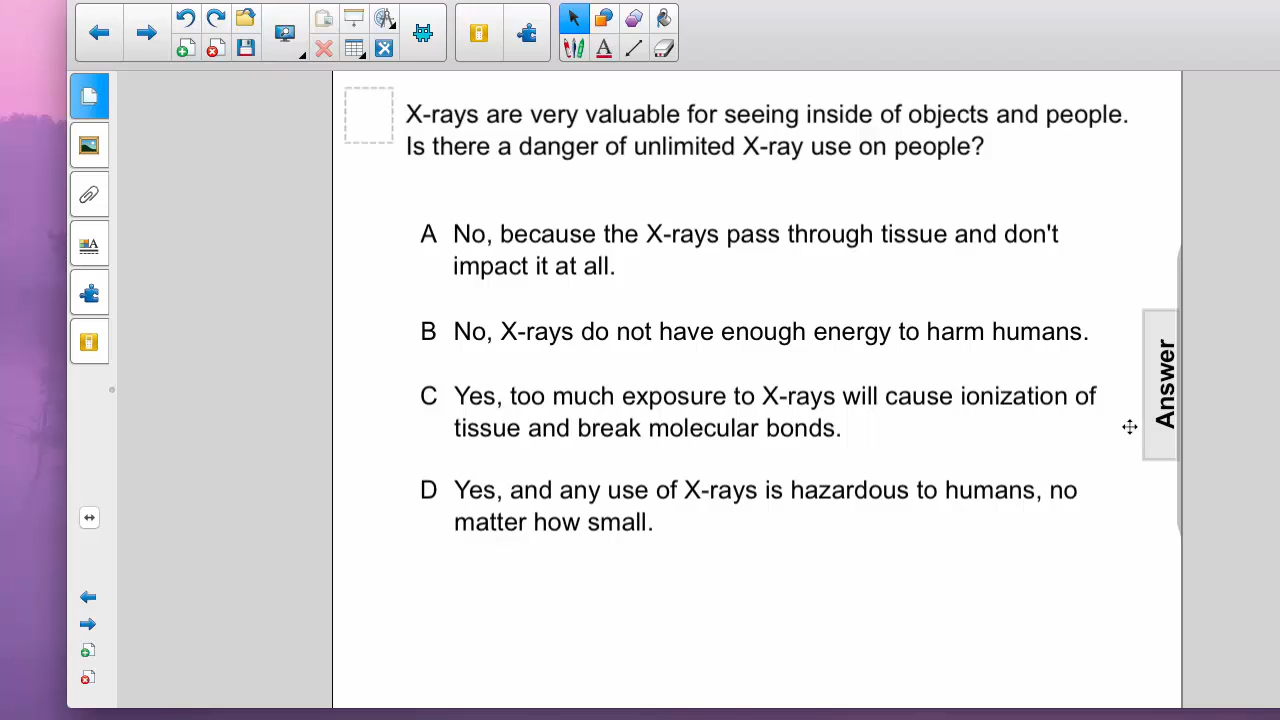 X-rays are very valuable for seeing inside of objects and people.
Is there a danger of unlimited X-ray use on people?
A No, because the X-rays pass through tissue and don't
impact it at all.
B No, X-rays do not have enough energy to harm humans.
C Yes, too much exposure to X-rays will cause ionization of
tissue and break molecular bonds.
D Yes, and any use of X-rays is hazardous to humans, no
matter how small.
Answer